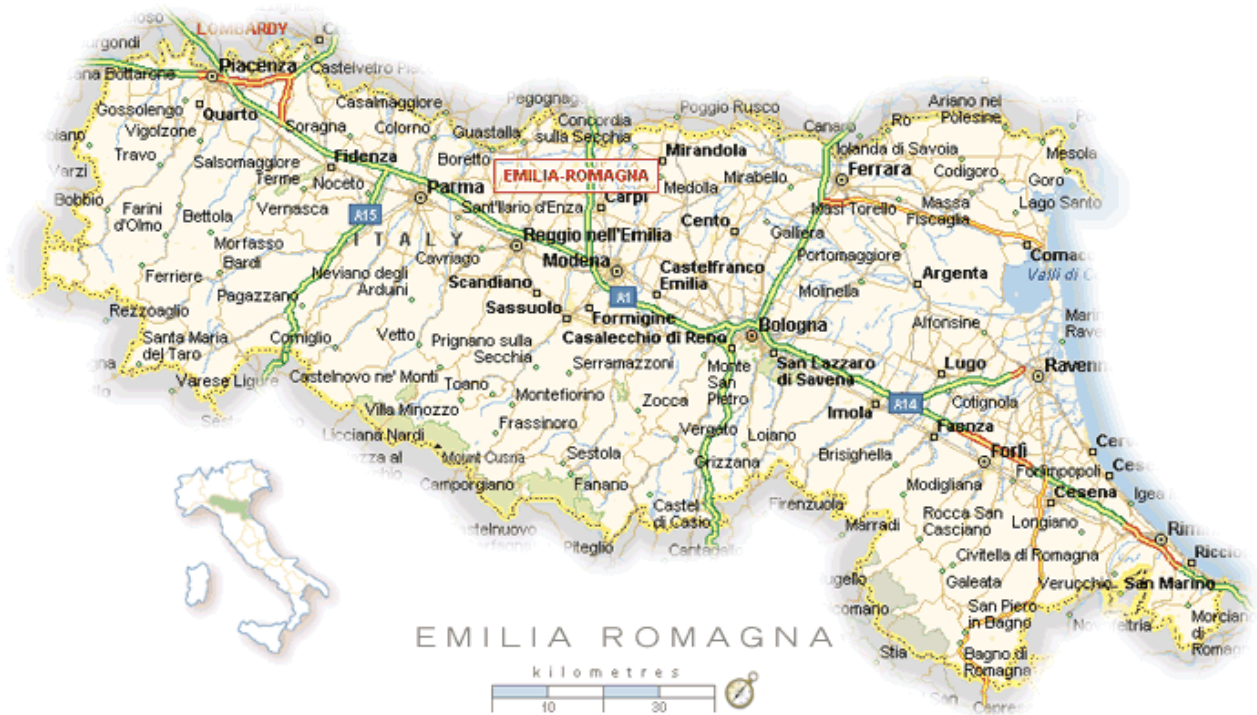 LOMBARDY
Piacenza
Castelvetro
Gossolengo
Quarto
Vigolzone
Travo
Soragna
Casalmaggiore
Colorno
Guastalla
Concordia
sulla Secchia
Poggio Rusco
Ariano nel
Polesine
Ro
Canaro
Iolanda di Savoia
Mesola
Varzi
Bobbio
Salsomaggiore
Terme
Fidenza
Noceto
Boretto
EMILIA-ROMAGNA
Mirandola
Medolla
Mirabello
Ferrara
Codigoro
Goro
Lago Santo
Farini
d'Olmo
Bettola
Vernasca
A15
Parma
Sant'Ilario d'Enza
Carpi
Cento
Masi Torello
Massa
Fiscaglia
Galliera
ITALY
Morfasso
Bardi
Cavriago
Reggio nell'Emilia
Modena
Castelfranco
Emilia
Portomaggiore
Argenta
Valli di
Ferriere
Pagazzano
Neviano degli
Arduini
Scandiano
Sassuolo
A1
Formigine
Molinella
Rezzoaglio
Santa Maria
del Taro
Corniglio
Vetto
Prignano sulla
Secchia
Casalecchio di Reno
Bologna
Alfonsine
Serramazzoni
Monte
San
Pietro
San Lazzaro
di Savena
Lugo
Varese Ligure
Castelnovo ne' Monti
Toano
Montefiorino
Zocca
Imola
A14
Cotignola
Villa Minozzo
Frassinoro
Vergato
Loiano
Faenza
Licciana Nardi
Mount Cusna
Sestola
Grizzana
Brisighella
Forlì
Forlimpopoli
Camporgiano
Fanano
Castel
di Casio
Firenzuola
Modigliana
Cesena
Igea
Piteglio
Cantagallo
Marradi
Rocca San
Casciano
Longiano
Civitella di Romagna
Galeata
Verucchio
San Marino
San Piero
in Bagno
Stia
Bagno di
Romagna
EMILIA ROMAGNA
kilometres
10 30